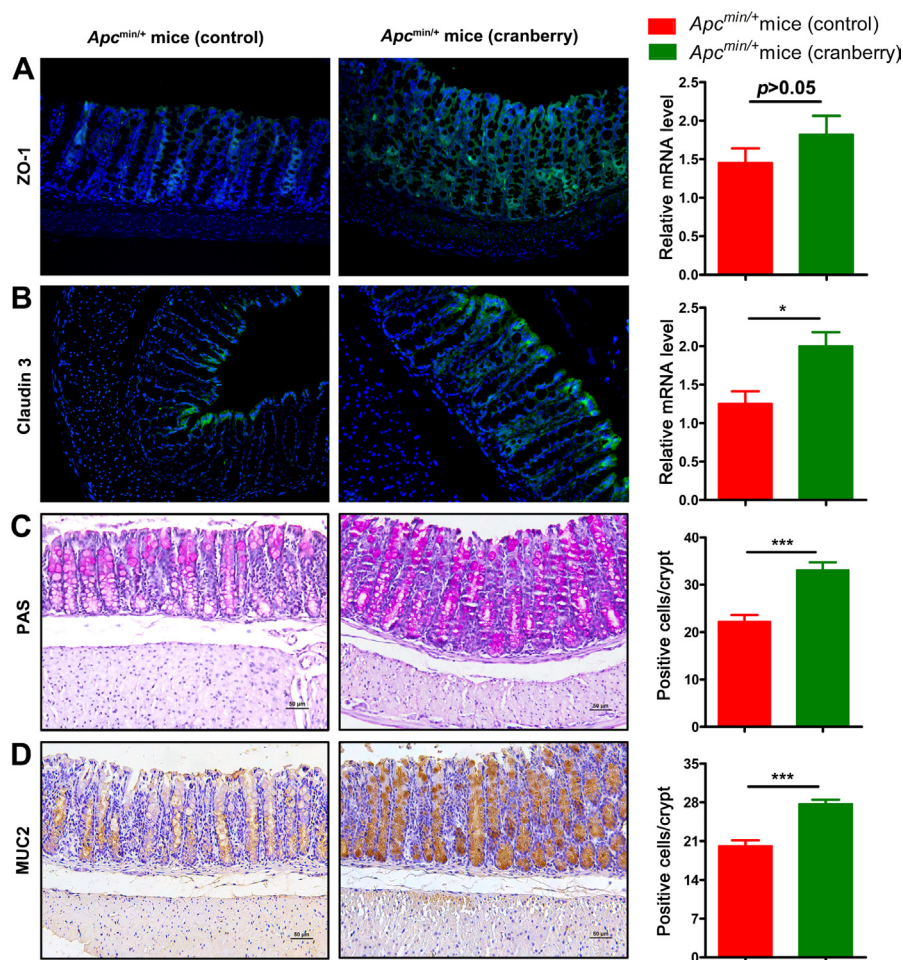 Apcmin/+ mice (control)
Apcmin/+ mice (cranberry)
Apcmin/+ mice (control)
Apcmin/+ mice (cranberry)
A
ZO-1
Relative mRNA level
2.5
2.0
1.5
1.0
0.5
0.0
p>0.05
B
Claudin 3
Relative mRNA level
2.5
2.0
1.5
1.0
0.5
0.0
*
C
PAS
50 µm
50 µm
Positive cells/crypt
40
30
20
10
0
***
D
MUC2
50 µm
50 µm
Positive cells/crypt
35
28
21
14
7
0
***